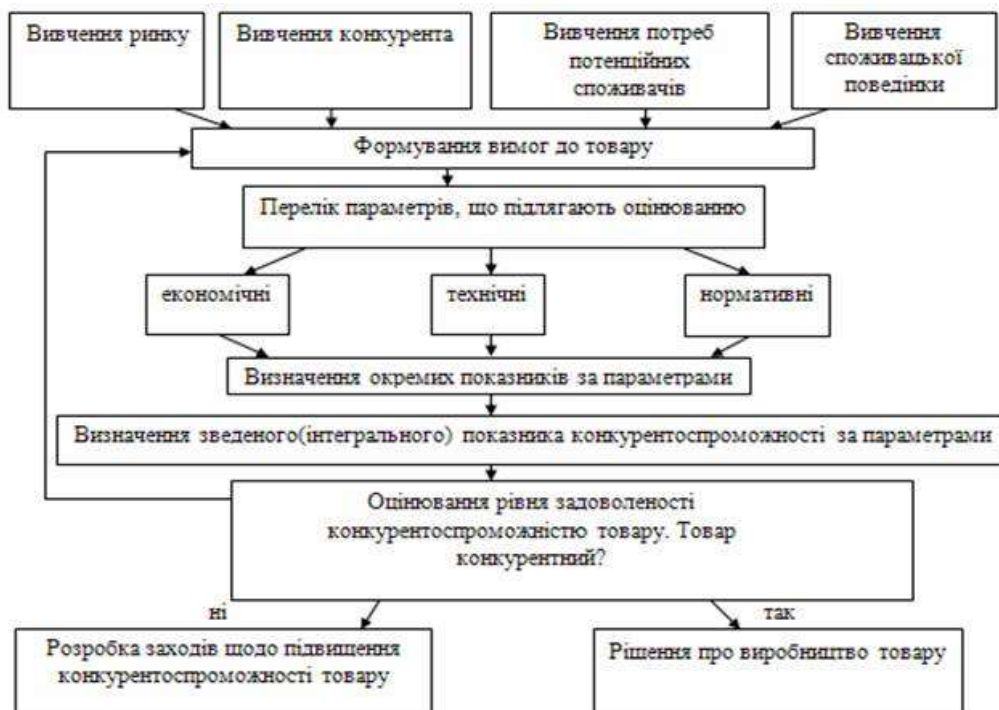 Вивчення ринку
Вивчення конкурента
Вивчення потреб
потенційних
споживачів
Вивчення
споживацької
поведінки
Формування вимог до товару
Перелік параметрів, що підлягають оцінюванню
економічні
технічні
нормативні
Визначення окремих показників за параметрами
Визначення зведеного(інтегрального) показника конкурентоспроможності за параметрами
Оцінювання рівня задоволеності
конкурентоспроможністю товару. Товар
конкурентний?
ні
так
Розробка заходів щодо підвищення
конкурентоспроможності товару
Рішення про виробництво товару